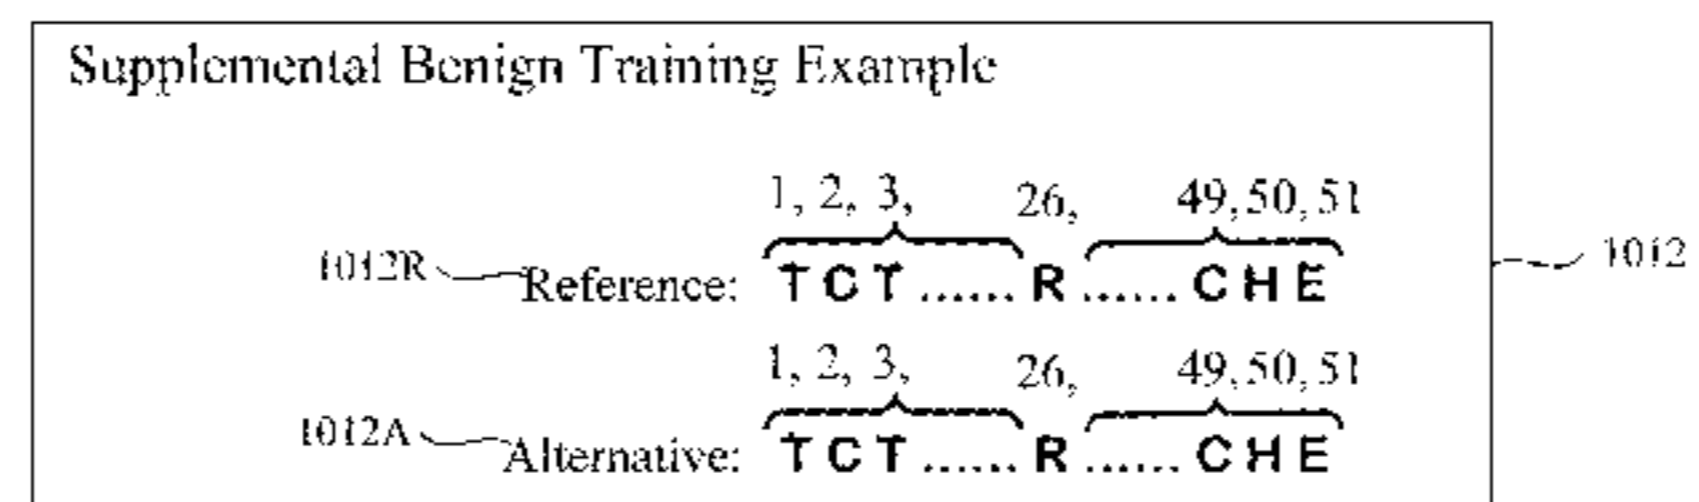 Supplemental Benign Training Example
1, 2, 3, 26, 49, 50, 51
1012R Reference: T C T ...... R ...... C H E 1012
1, 2, 3, 26, 49, 50, 51
1012A Alternative: T C T ...... R ...... C H E